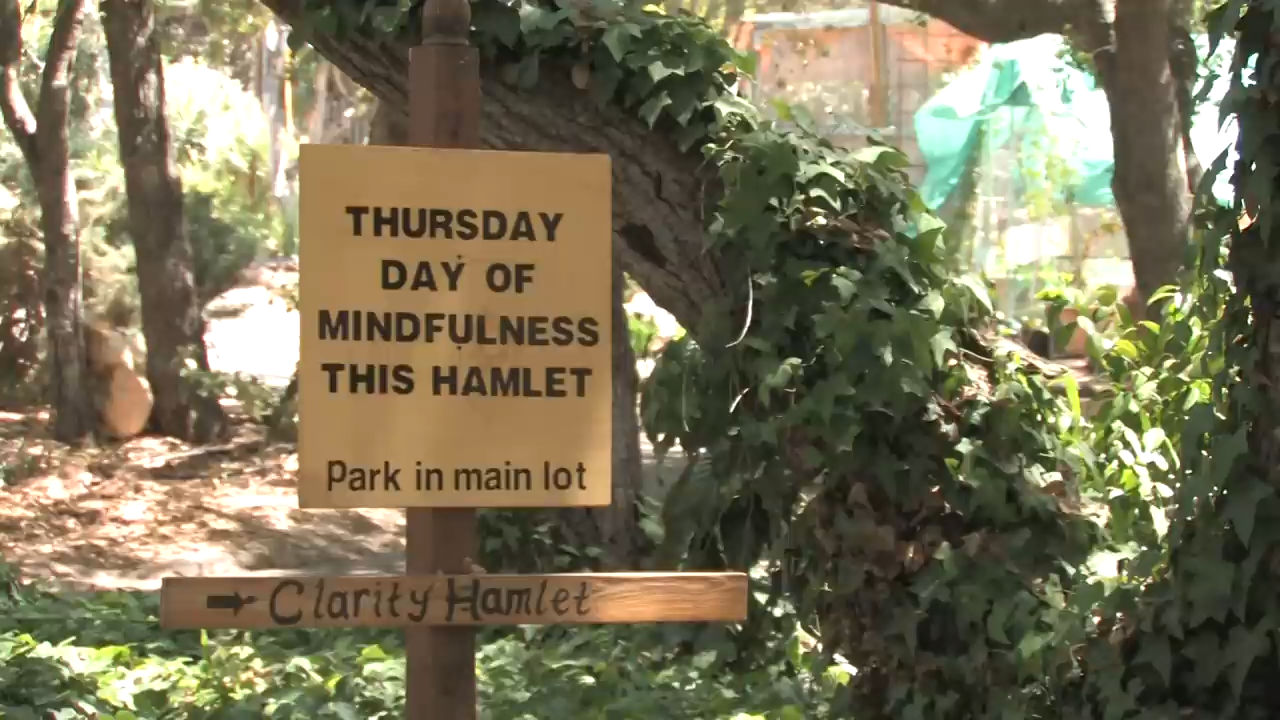 THURSDAY
DAY OF
MINDFULNESS
THIS HAMLET
Park in main lot
Clarity Hamlet